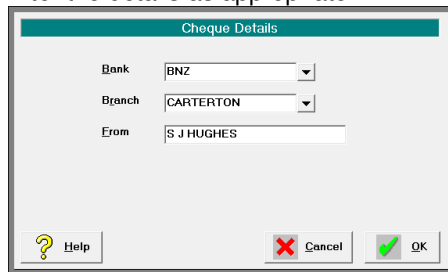 Cheque Details
Bank BNZ
Branch CARTERTON
From S J HUGHES
Help Cancel OK